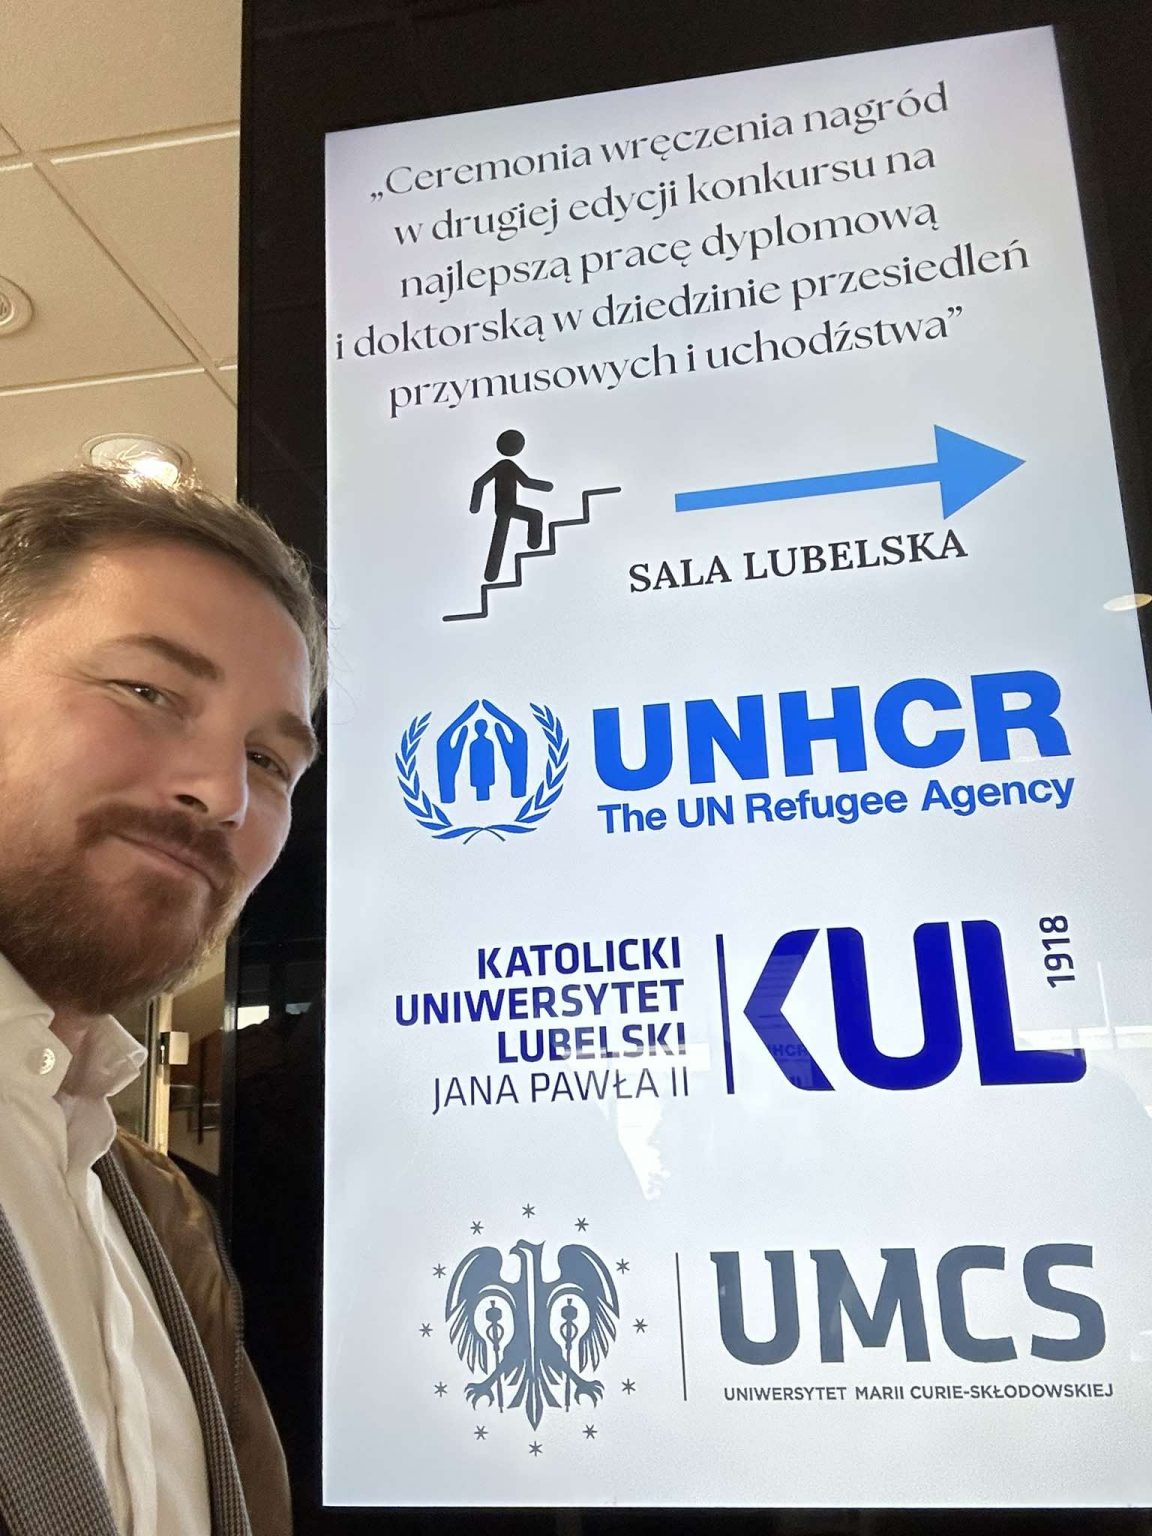 „Ceremonia wręczenia nagród
w drugiej edycji konkursu na
najlepszą pracę dyplomową
i doktorską w dziedzinie przesiedleń
przymusowych i uchodźstwa”
SALA LUBELSKA
UNHCR
The UN Refugee Agency
KATOLICKI
UNIWERSYTET
LUBELSKI
JANA PAWŁA II
KUL
1918
UMCS
UNIWERSYTET MARII CURIE-SKŁODOWSKIEJ